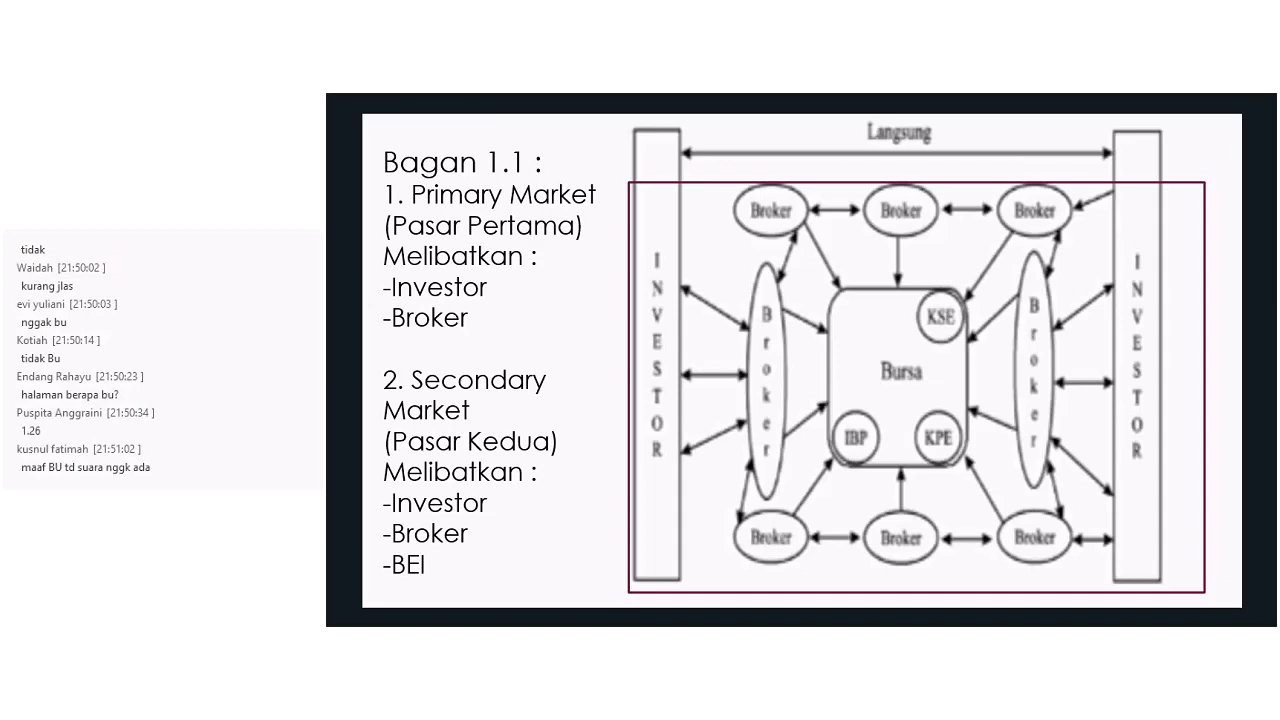 tidak
Waidah [21:50:02 ]
kurang jlas
evi yuliani [21:50:03 ]
nggak bu
Kotiah [21:50:14 ]
tidak Bu
Endang Rahayu [21:50:23 ]
halaman berapa bu?
Puspita Anggraini [21:50:34 ]
1.26
kusnul fatimah [21:51:02 ]
maaf BU td suara nggk ada
Bagan 1.1 :
1. Primary Market
(Pasar Pertama)
Melibatkan :
-Investor
-Broker
2. Secondary
Market
(Pasar Kedua)
Melibatkan :
-Investor
-Broker
-BEI
Langsung
INVESTOR
Broker
Broker
Broker
Broker
KSE
Bursa
IBP
KPE
Broker
Broker
Broker
Broker
INVESTOR